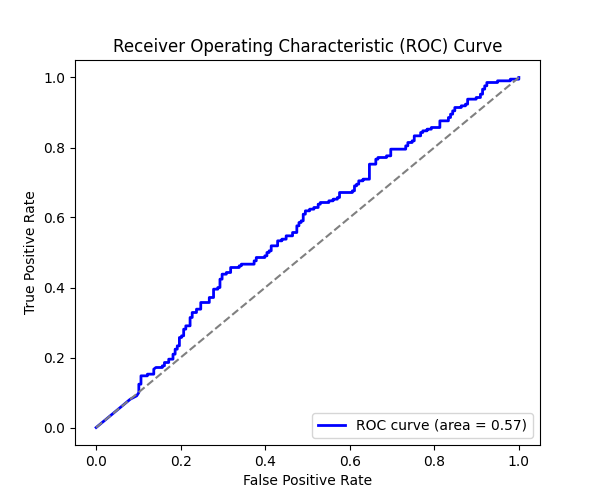 Receiver Operating Characteristic (ROC) Curve
1.0
0.8
0.6
0.4
0.2
0.0
True Positive Rate
ROC curve (area = 0.57)
0.0 0.2 0.4 0.6 0.8 1.0
False Positive Rate